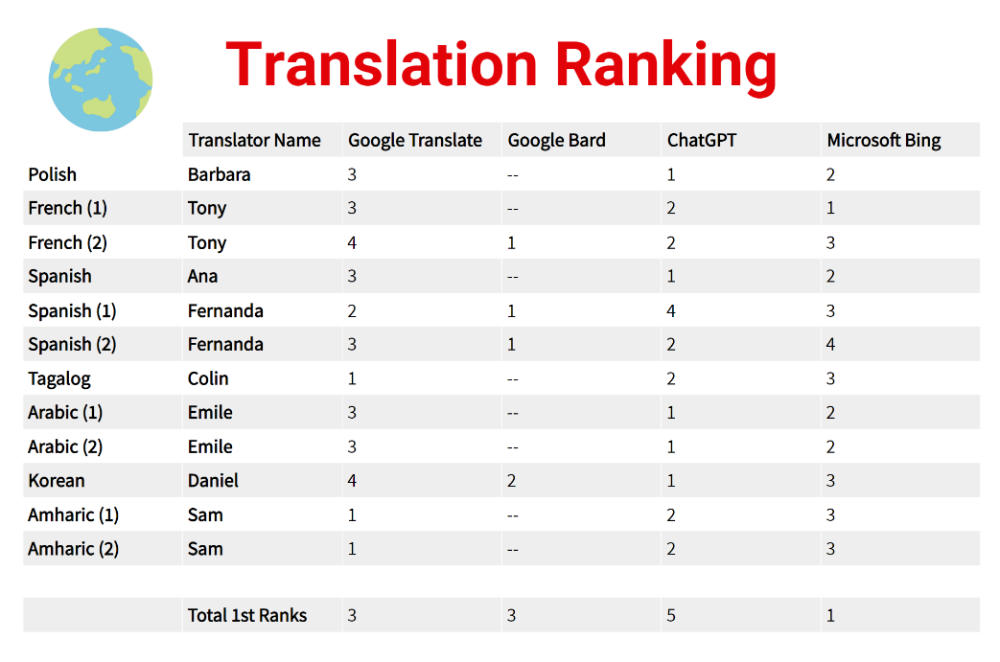 Translation Ranking
Translator Name Google Translate Google Bard ChatGPT Microsoft Bing
Polish Barbara 3 -- 1 2
French (1) Tony 3 -- 2 1
French (2) Tony 4 1 2 3
Spanish Ana 3 -- 1 2
Spanish (1) Fernanda 2 1 4 3
Spanish (2) Fernanda 3 1 2 4
Tagalog Colin 1 -- 2 3
Arabic (1) Emile 3 -- 1 2
Arabic (2) Emile 3 -- 1 2
Korean Daniel 4 2 1 3
Amharic (1) Sam 1 -- 2 3
Amharic (2) Sam 1 -- 2 3
Total 1st Ranks 3 3 5 1